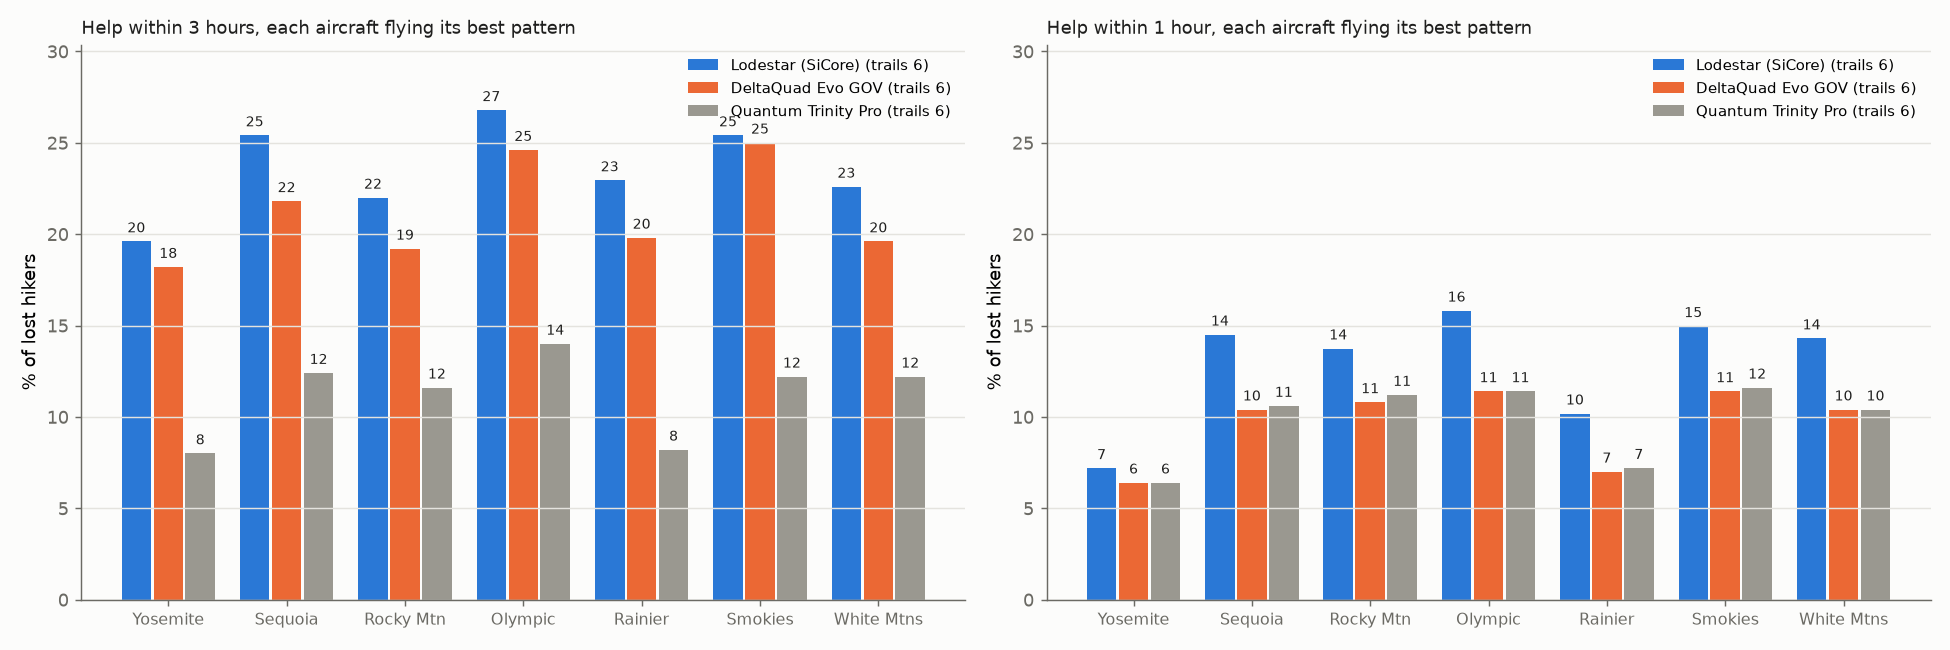 Help within 3 hours, each aircraft flying its best pattern
Lodestar (SiCore) (trails 6)
DeltaQuad Evo GOV (trails 6)
Quantum Trinity Pro (trails 6)
% of lost hikers
30
25
20
15
10
5
0
20
18
8
25
22
12
22
19
12
27
25
14
23
20
8
25
25
12
23
20
12
Yosemite
Sequoia
Rocky Mtn
Olympic
Rainier
Smokies
White Mtns
Help within 1 hour, each aircraft flying its best pattern
Lodestar (SiCore) (trails 6)
DeltaQuad Evo GOV (trails 6)
Quantum Trinity Pro (trails 6)
% of lost hikers
30
25
20
15
10
5
0
7
6
6
14
10
11
14
11
11
16
11
11
10
7
7
15
11
12
14
10
10
Yosemite
Sequoia
Rocky Mtn
Olympic
Rainier
Smokies
White Mtns